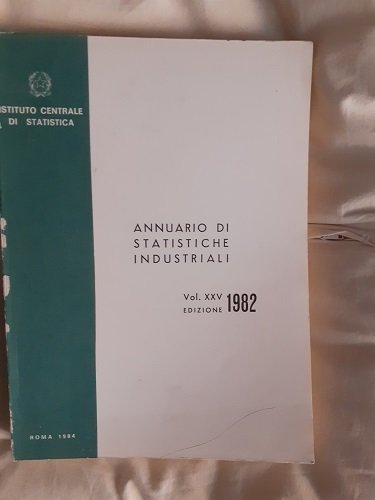 ISTITUTO CENTRALE
DI STATISTICA
ANNUARIO DI
STATISTICHE
INDUSTRIALI
Vol. XXV
EDIZIONE 1982
ROMA 1984